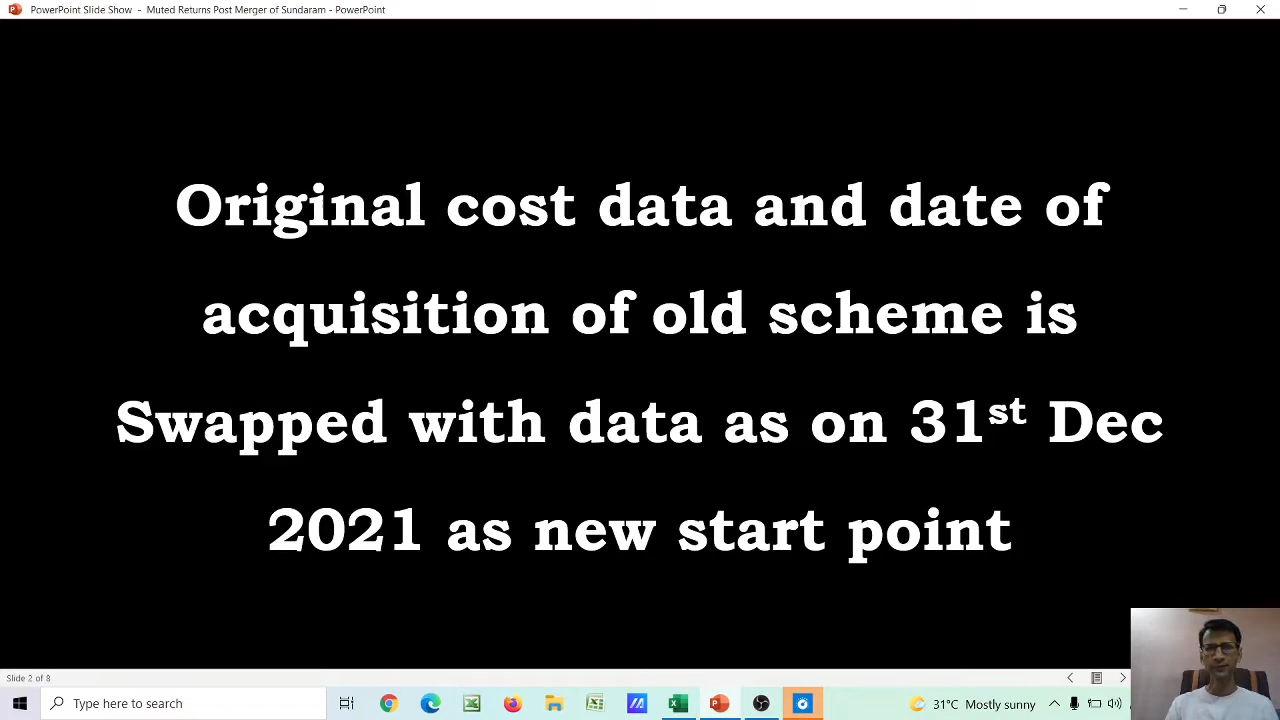 PowerPoint Slide Show - Muted Returns Post Merger of Sundaram - PowerPoint
Original cost data and date of
acquisition of old scheme is
Swapped with data as on 31st Dec
2021 as new start point
Slide 2 of 8
Type here to search
31°C Mostly sunny